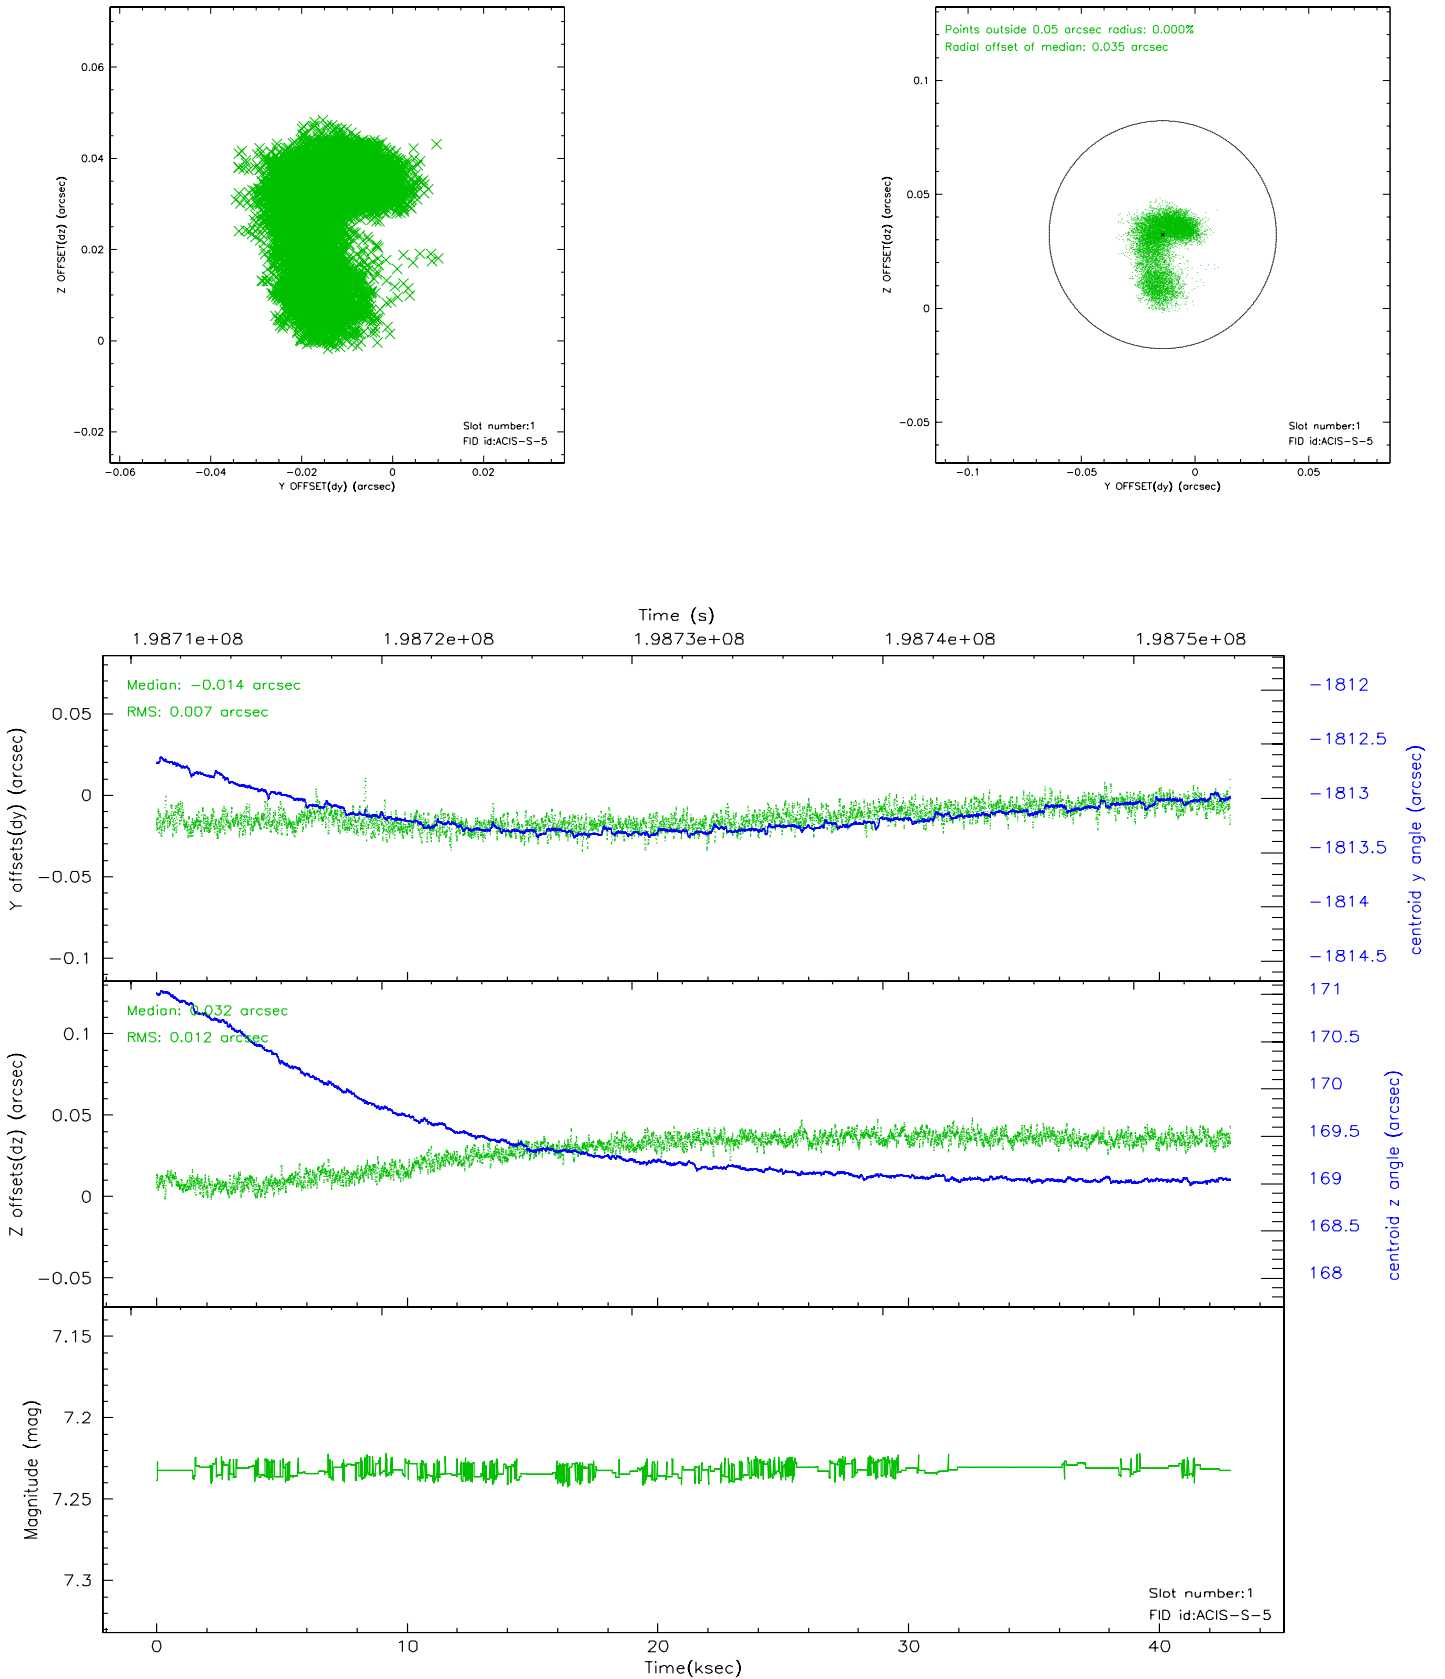 0.06
0.04
0.02
0
−0.02
Z OFFSET(dz) (arcsec)
Slot number:1
FID id:ACIS−S−5
−0.06 −0.04 −0.02 0 0.02
Y OFFSET(dy) (arcsec)
Points outside 0.05 arcsec radius: 0.000%
Radial offset of median: 0.035 arcsec
0.1
0.05
0
−0.05
Z OFFSET(dz) (arcsec)
Slot number:1
FID id:ACIS−S−5
−0.1 −0.05 0 0.05
Y OFFSET(dy) (arcsec)
Time (s)
1.9871e+08 1.9872e+08 1.9873e+08 1.9874e+08 1.9875e+08
Median: −0.014 arcsec
RMS: 0.007 arcsec
0.05
0
−0.05
−0.1
Y offsets(dy) (arcsec)
−1812
−1812.5
−1813
−1813.5
−1814
−1814.5
centroid y angle (arcsec)
Median: 0.032 arcsec
RMS: 0.012 arcsec
0.1
0.05
0
−0.05
Z offsets(dz) (arcsec)
171
170.5
170
169.5
169
168.5
168
centroid z angle (arcsec)
7.15
7.2
7.25
7.3
Magnitude (mag)
Slot number:1
FID id:ACIS−S−5
0 10 20 30 40
Time(ksec)